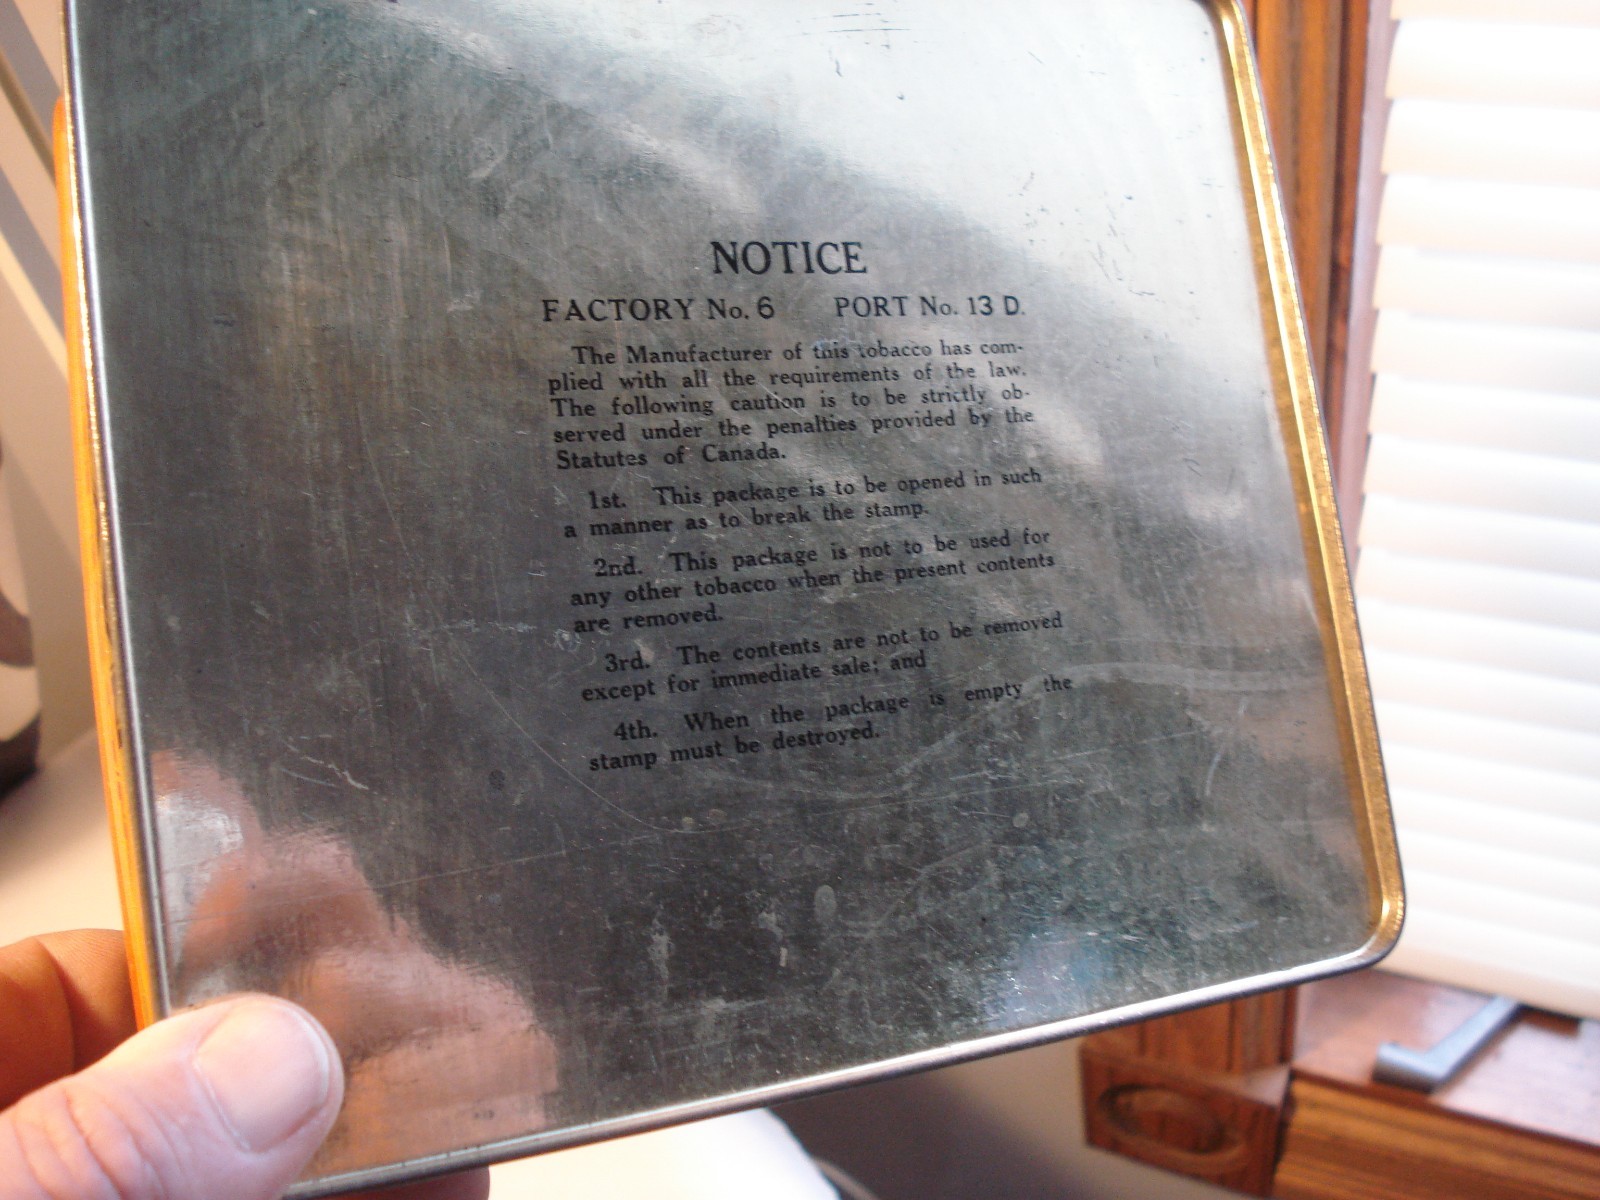 NOTICE
FACTORY No. 6 PORT No. 13 D.
The Manufacturer of this tobacco has com-
plied with all the requirements of the law.
The following caution is to be strictly ob-
served under the penalties provided by the
Statutes of Canada.
1st. This package is to be opened in such
a manner as to break the stamp.
2nd. This package is not to be used for
any other tobacco when the present contents
are removed.
3rd. The contents are not to be removed
except for immediate sale; and
4th. When the package is empty the
stamp must be destroyed.